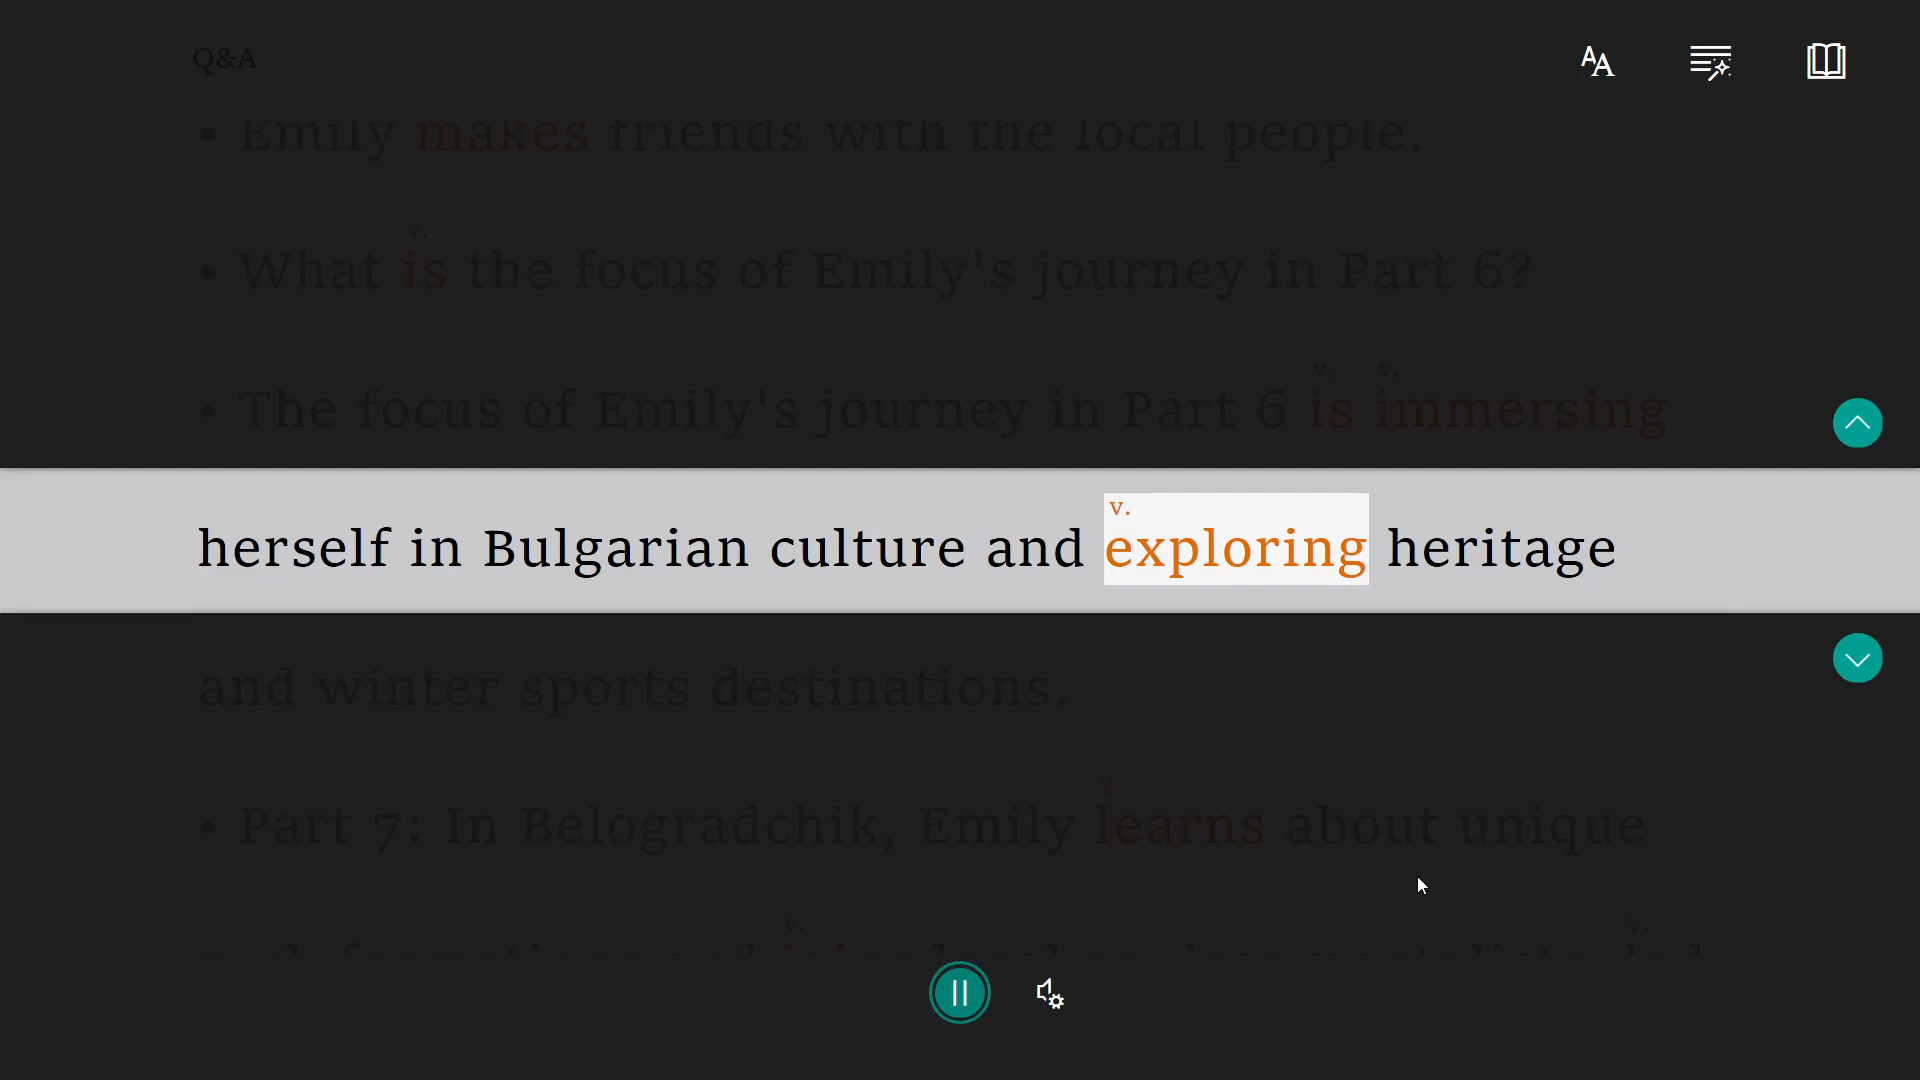 Q&A
• Emily makes friends with the local people.
v.
• What is the focus of Emily's journey in Part 6?
v. v.
• The focus of Emily's journey in Part 6 is immersing
v.
herself in Bulgarian culture and exploring heritage
and winter sports destinations.
v.
• Part 7: In Belogradchik, Emily learns about unique
v. v.